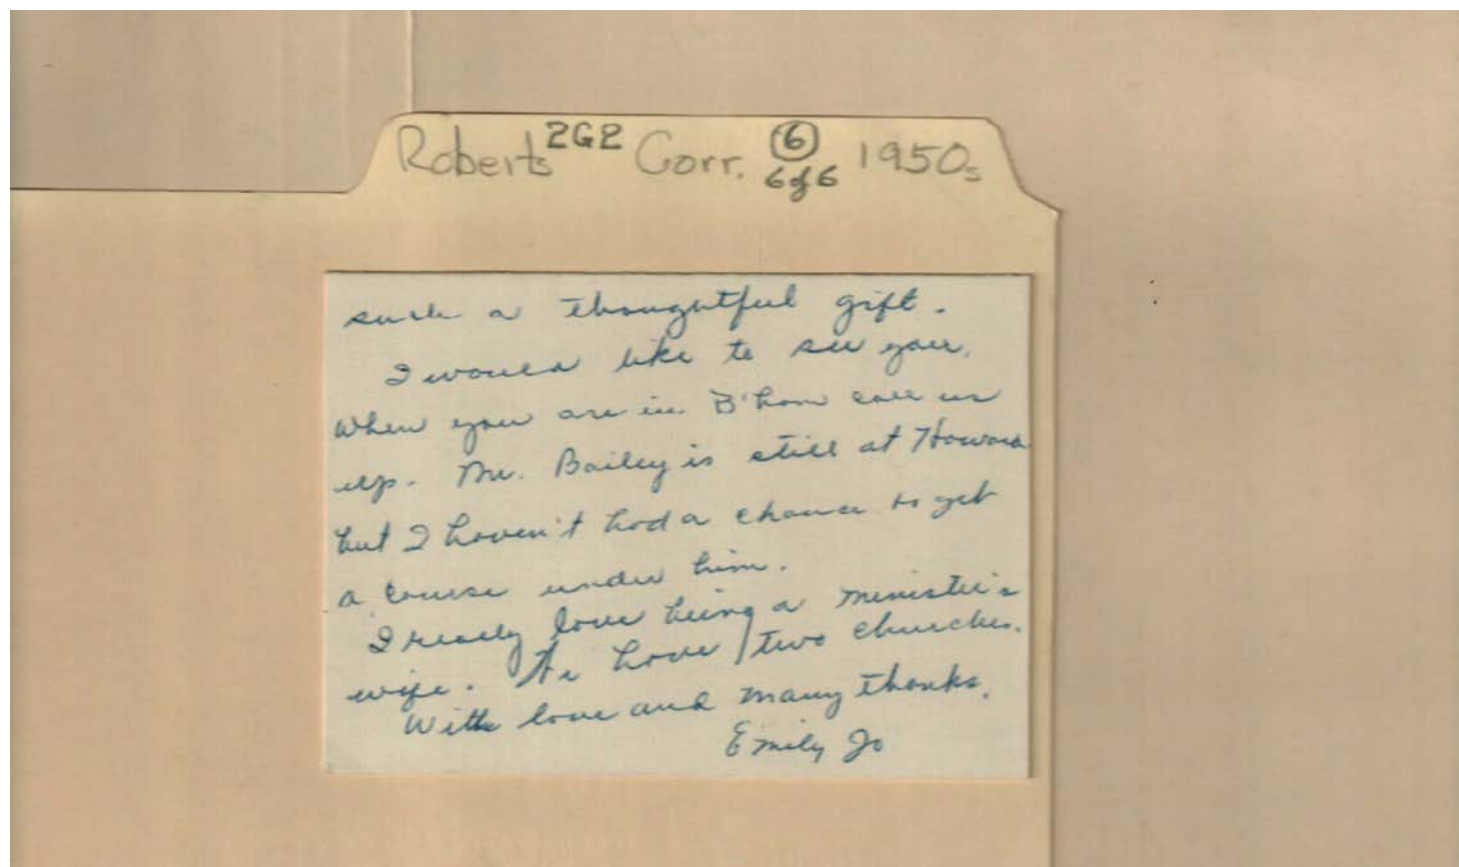 Roberts 2G2 Corr. 6 1950s
6 of 6
such a thoughtful gift.
I would like to see you.
When you are in B'ham call us
up. Mr. Bailey is still at Howard
but I haven't had a chance to get
a course under him.
I really love being a minister's
wife. We have two churches.
With love and many thanks,
Emily Jo